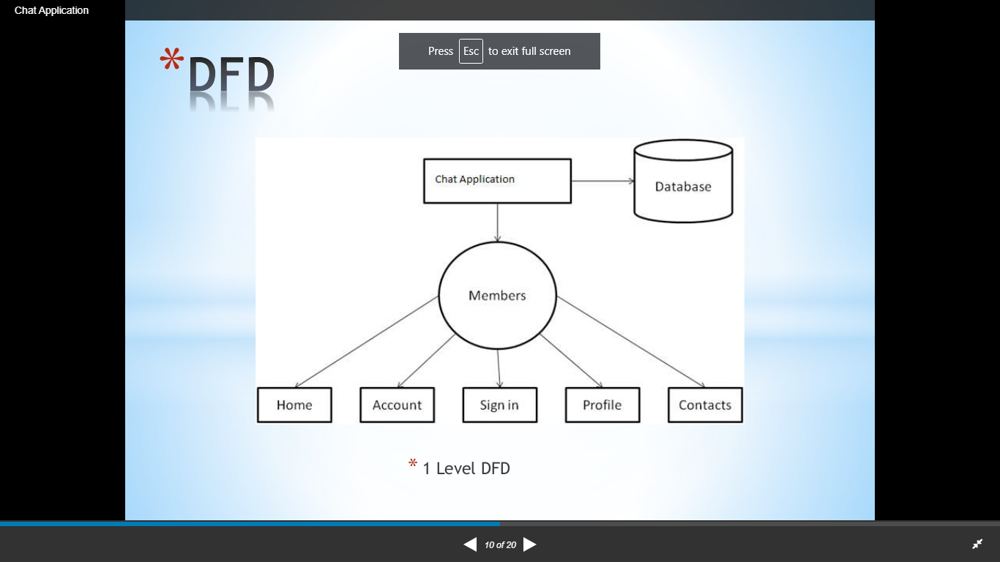 Chat Application
Press Esc to exit full screen
* DFD
Chat Application
Database
Members
Home Account Sign in Profile Contacts
* 1 Level DFD
10 of 20